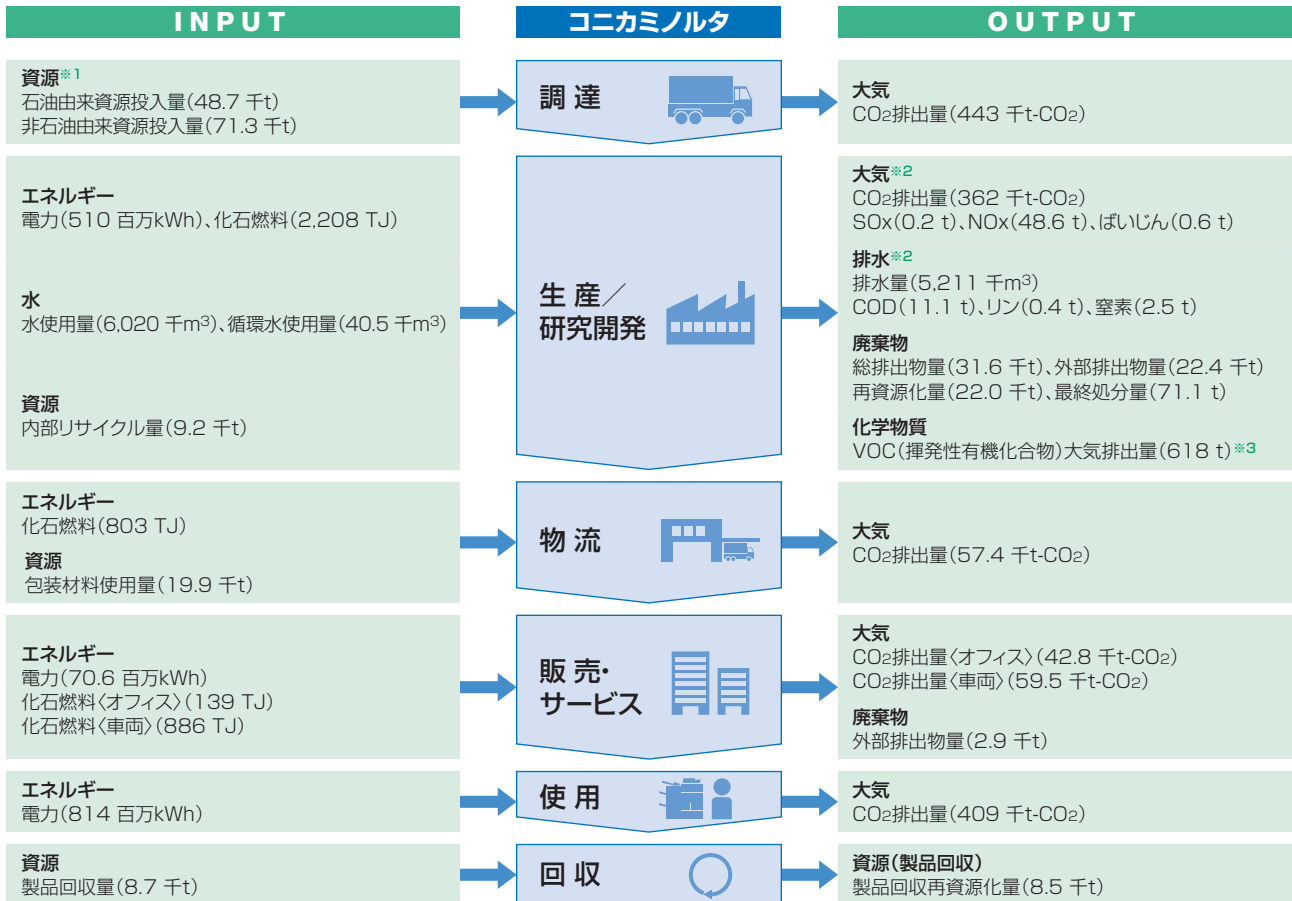 INPUT
コニカミノルタ
OUTPUT
資源※1
石油由来資源投入量(48.7 千t)
非石油由来資源投入量(71.3 千t)
調 達
大気
CO2排出量(443 千t-CO2)
エネルギー
電力(510 百万kWh)、化石燃料(2,208 TJ)
水
水使用量(6,020 千m3)、循環水使用量(40.5 千m3)
資源
内部リサイクル量(9.2 千t)
生 産／
研究開発
大気※2
CO2排出量(362 千t-CO2)
SOx(0.2 t)、NOx(48.6 t)、ばいじん(0.6 t)
排水※2
排水量(5,211 千m3)
COD(11.1 t)、リン(0.4 t)、窒素(2.5 t)
廃棄物
総排出物量(31.6 千t)、外部排出物量(22.4 千t)
再資源化量(22.0 千t)、最終処分量(71.1 t)
化学物質
VOC(揮発性有機化合物)大気排出量(618 t)※3
エネルギー
化石燃料(803 TJ)
資源
包装材料使用量(19.9 千t)
物 流
大気
CO2排出量(57.4 千t-CO2)
エネルギー
電力(70.6 百万kWh)
化石燃料〈オフィス〉(139 TJ)
化石燃料〈車両〉(886 TJ)
販 売・
サービス
大気
CO2排出量〈オフィス〉(42.8 千t-CO2)
CO2排出量〈車両〉(59.5 千t-CO2)
廃棄物
外部排出物量(2.9 千t)
エネルギー
電力(814 百万kWh)
使 用
大気
CO2排出量(409 千t-CO2)
資源
製品回収量(8.7 千t)
回 収
資源(製品回収)
製品回収再資源化量(8.5 千t)